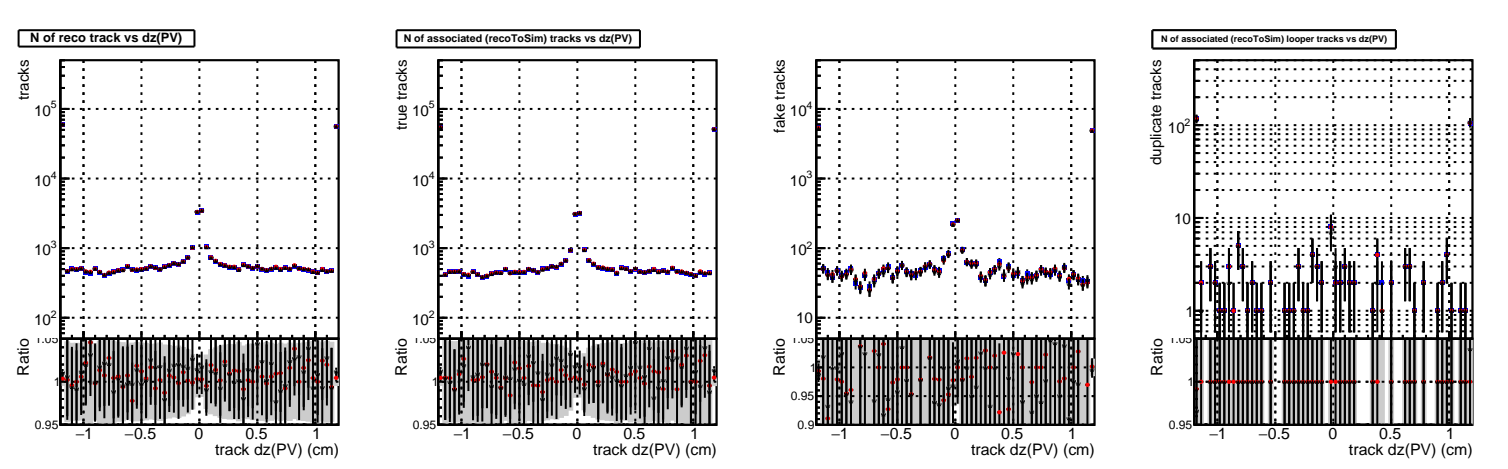 N of reco track vs dz(PV)
tracks
10^5
10^4
10^3
10^2
Ratio
1.05
1
0.95
−1 −0.5 0 0.5 1
track dz(PV) (cm)
N of associated (recoToSim) tracks vs dz(PV)
true tracks
10^5
10^4
10^3
10^2
Ratio
1.05
1
0.95
−1 −0.5 0 0.5 1
track dz(PV) (cm)
fake tracks
10^4
10^3
10^2
10
Ratio
1.05
1
0.95
0.9
−1 −0.5 0 0.5 1
track dz(PV) (cm)
N of associated (recoToSim) looper tracks vs dz(PV)
duplicate tracks
10^2
10
1
Ratio
1.05
1
0.95
−1 −0.5 0 0.5 1
track dz(PV) (cm)